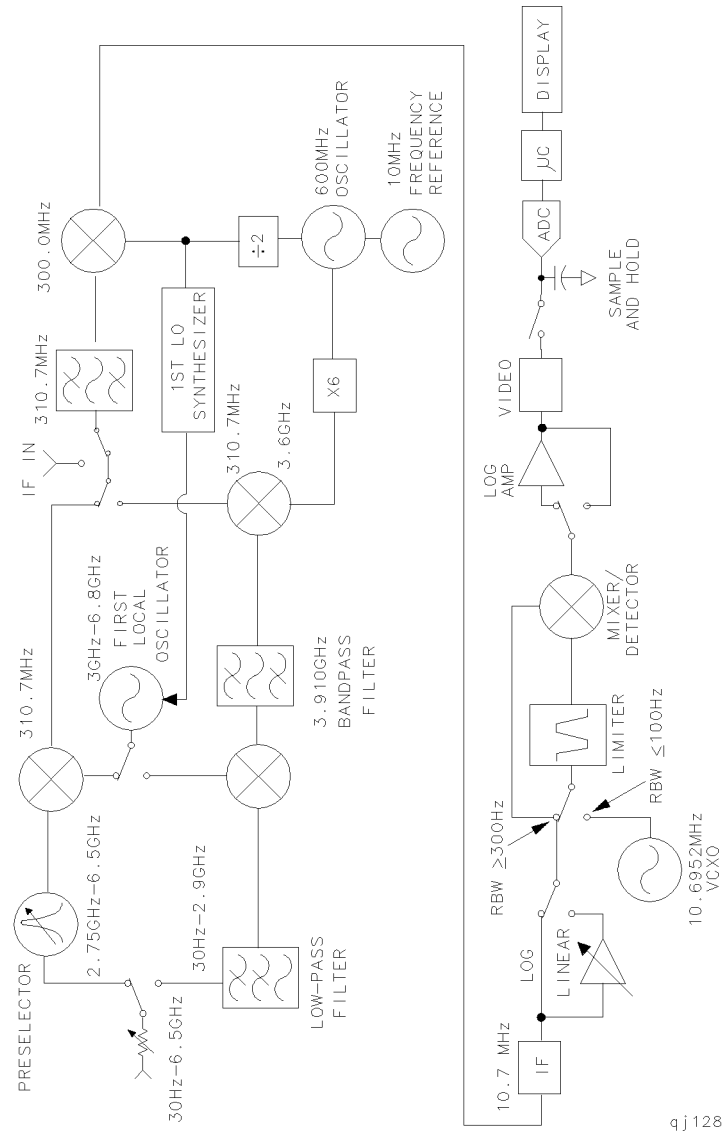 PRESELECTOR
2.75GHz-6.5GHz
30Hz-6.5GHz
30Hz-2.9GHz
LOW-PASS
FILTER
310.7MHz
3GHz-6.8GHz
FIRST
LOCAL
OSCILLATOR
3.910GHz
BANDPASS
FILTER
IF IN
310.7MHz
300.0MHz
1ST LO
SYNTHESIZER
310.7MHz
3.6GHz
X6
÷2
600MHz
OSCILLATOR
10MHz
FREQUENCY
REFERENCE
10.7 MHz
IF
LOG
LINEAR
RBW ≥300Hz
RBW ≤100Hz
10.6952MHz
VCXO
LIMITER
MIXER/
DETECTOR
LOG
AMP
VIDEO
SAMPLE
AND HOLD
ADC
μC
DISPLAY
qj128